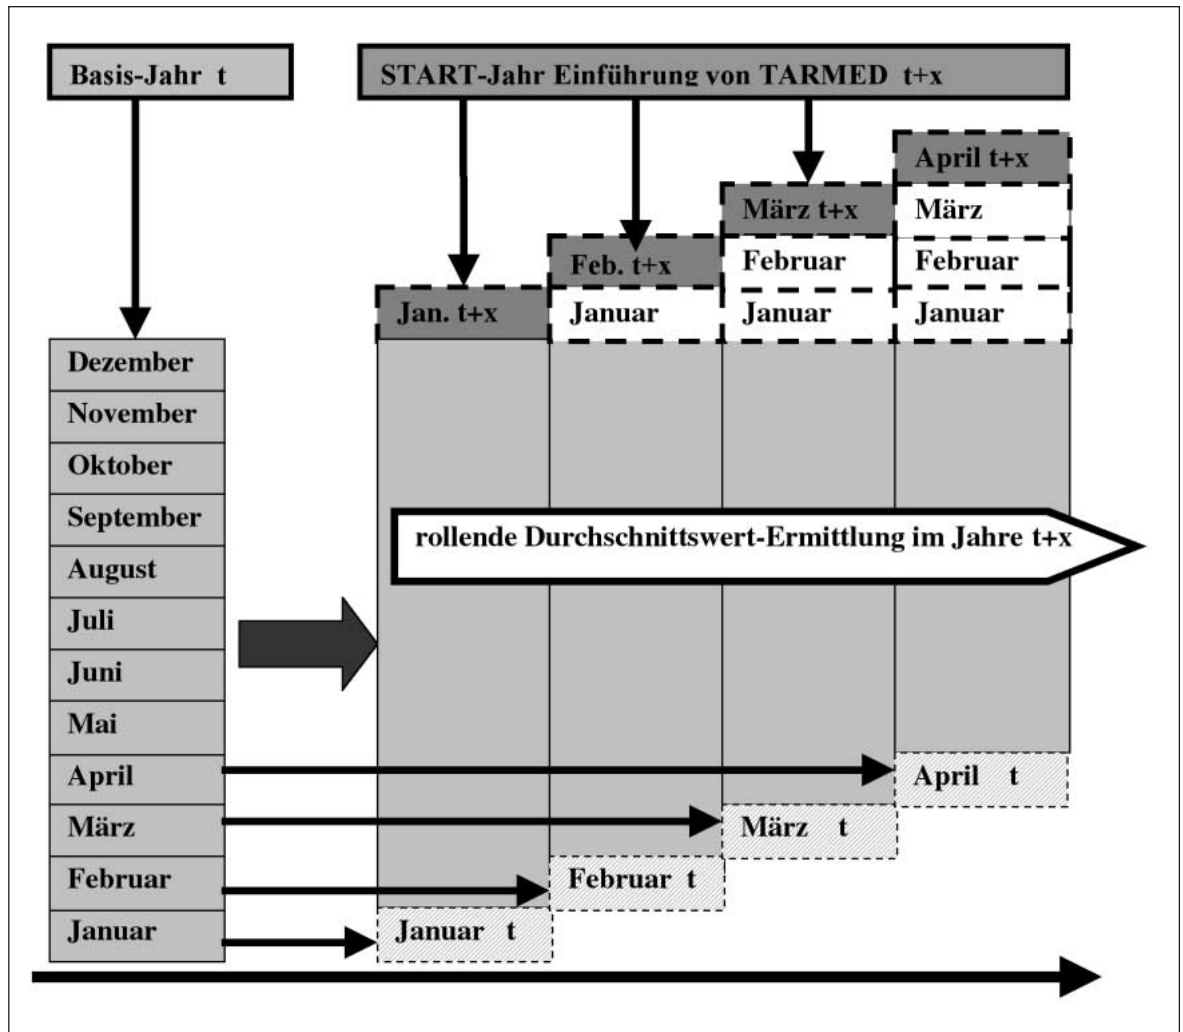 Basis-Jahr t
START-Jahr Einführung von TARMED t+x
April t+x
März t+x
März
Feb. t+x
Februar
Februar
Jan. t+x
Januar
Januar
Januar
Dezember
November
Oktober
September
rollende Durchschnittswert-Ermittlung im Jahre t+x
August
Juli
Juni
Mai
April
April t
März
März t
Februar
Februar t
Januar
Januar t